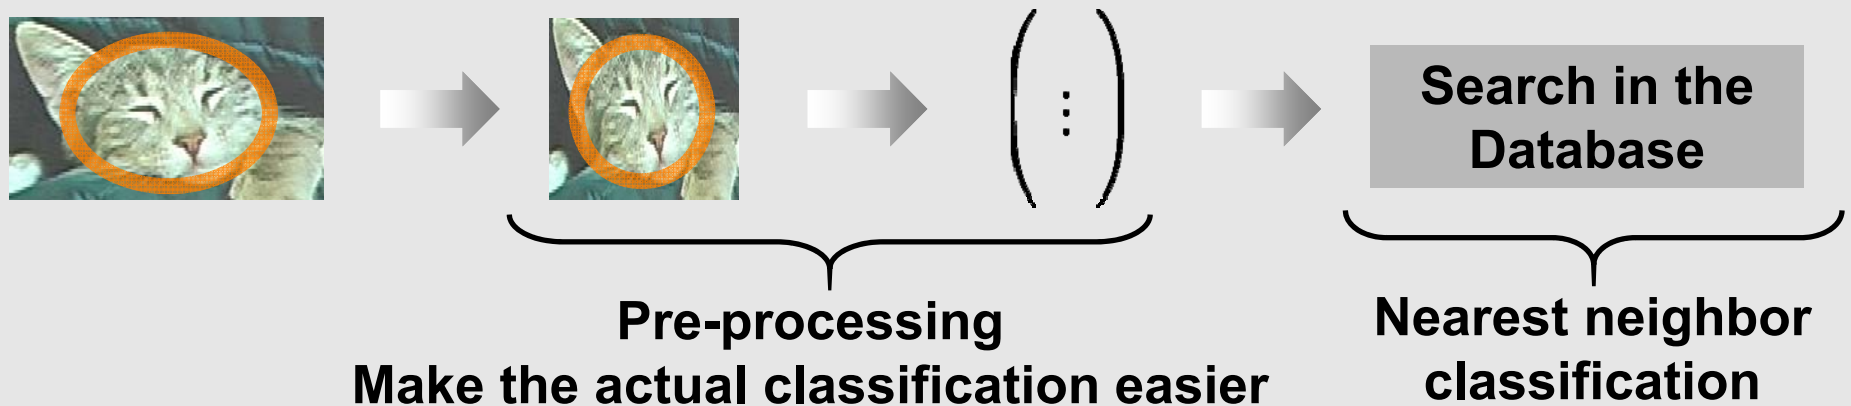 Search in the
Database
Pre-processing
Make the actual classification easier
Nearest neighbor
classification